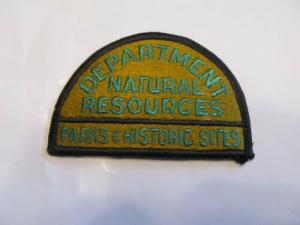 DEPARTMENT
NATURAL
RESOURCES
PARKS & HISTORIC SITES